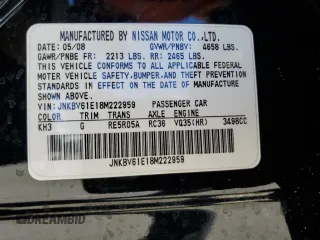 MANUFACTURED BY NISSAN MOTOR CO.,LTD.
DATE: 05/08 GVWR/PNBV: 4658 LBS.
GAWR/PNBE FR: 2213 LBS. RR: 2465 LBS.
THIS VEHICLE CONFORMS TO ALL APPLICABLE FEDERAL
MOTOR VEHICLE SAFETY,BUMPER,AND THEFT PREVENTION
STANDARDS IN EFFECT ON THE DATE OF MANUFACTURE
SHOWN ABOVE.
VIN: JNKBV61E18M222959 PASSENGER CAR
COLOR TRIM TRANS AXLE ENGINE
KH3 G RE5R05A RC36 VQ35(HR) 3498CC
JNKBV61E18M222959